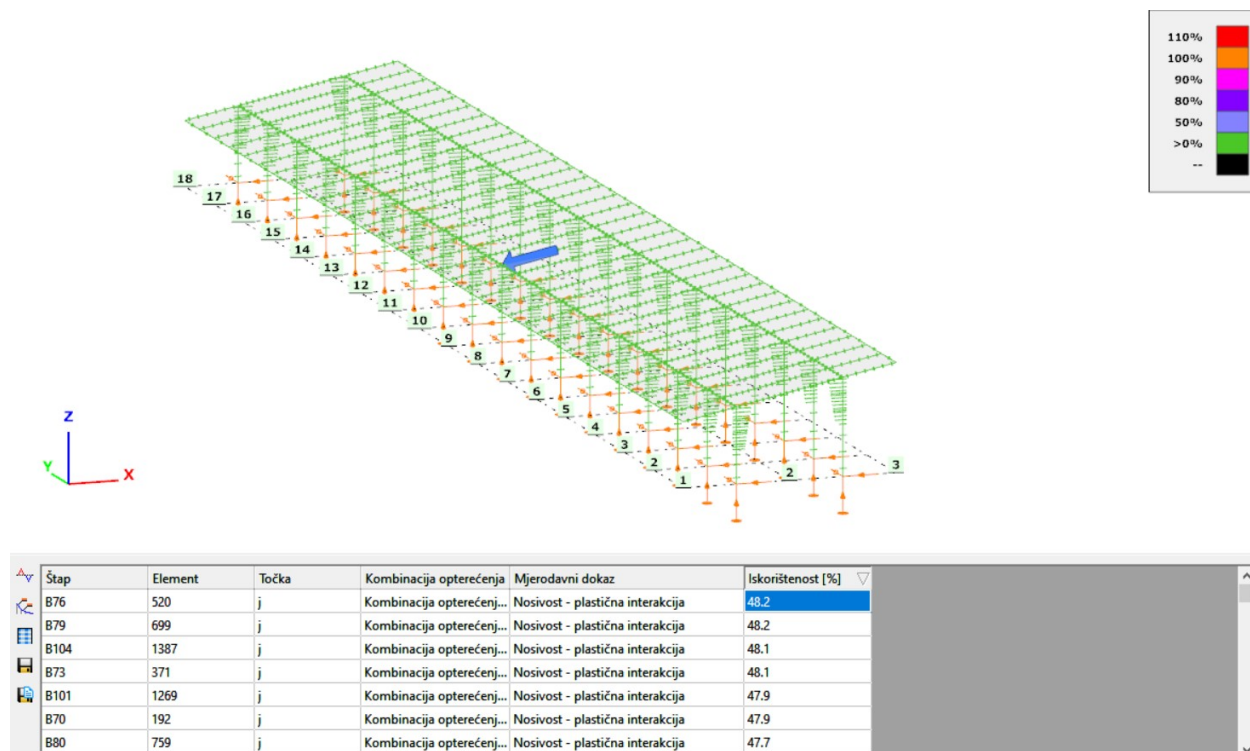 110%
100%
90%
80%
50%
>0%
--
18
17
16
15
14
13
12
11
10
9
8
7
6
5
4
3
2
1
2
3
Z
Y
X
Štap Element Točka Kombinacija opterećenja Mjerodavni dokaz Iskorištenost [%]
B76 520 j Kombinacija opterećenj... Nosivost - plastična interakcija 48.2
B79 699 j Kombinacija opterećenj... Nosivost - plastična interakcija 48.2
B104 1387 j Kombinacija opterećenj... Nosivost - plastična interakcija 48.1
B73 371 j Kombinacija opterećenj... Nosivost - plastična interakcija 48.1
B101 1269 j Kombinacija opterećenj... Nosivost - plastična interakcija 47.9
B70 192 j Kombinacija opterećenj... Nosivost - plastična interakcija 47.9
B80 759 j Kombinacija opterećenj... Nosivost - plastična interakcija 47.7